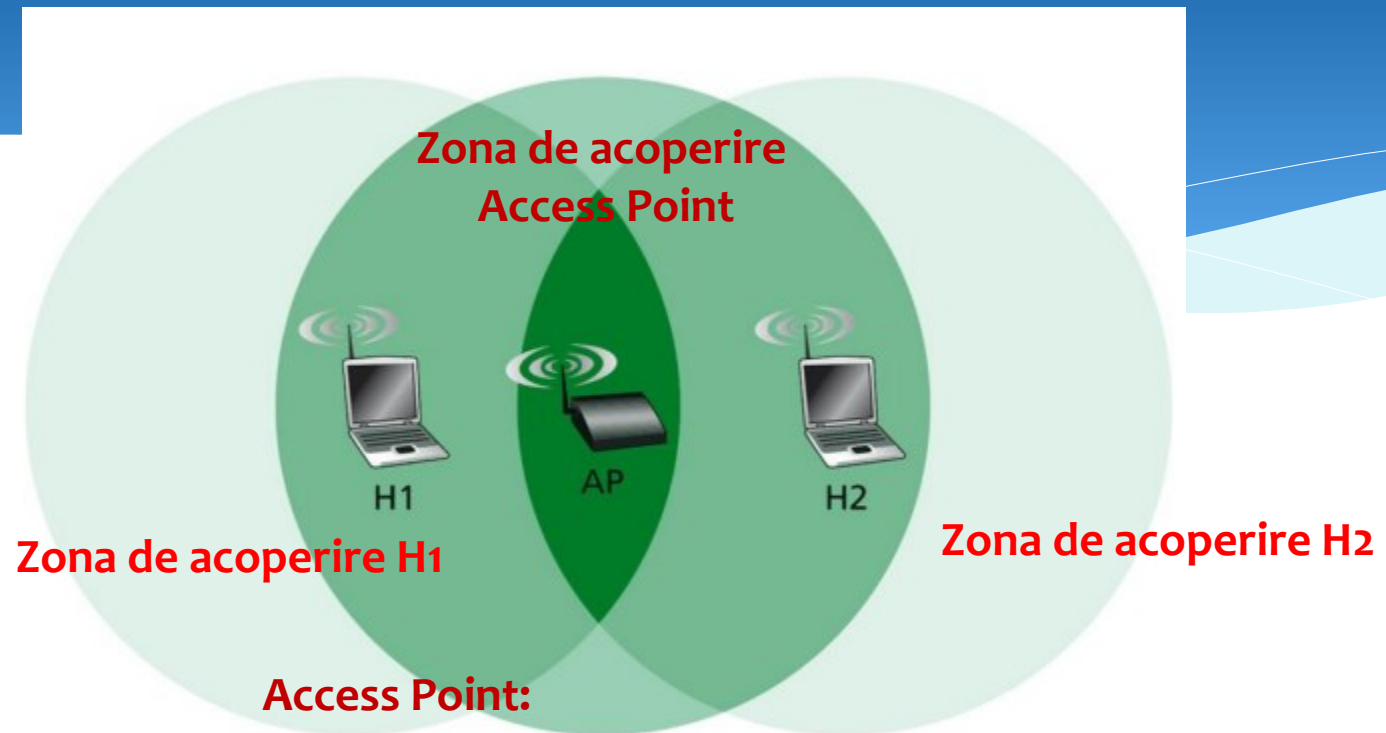 Zona de acoperire
Access Point
H1
AP
H2
Zona de acoperire H1
Zona de acoperire H2
Access Point: